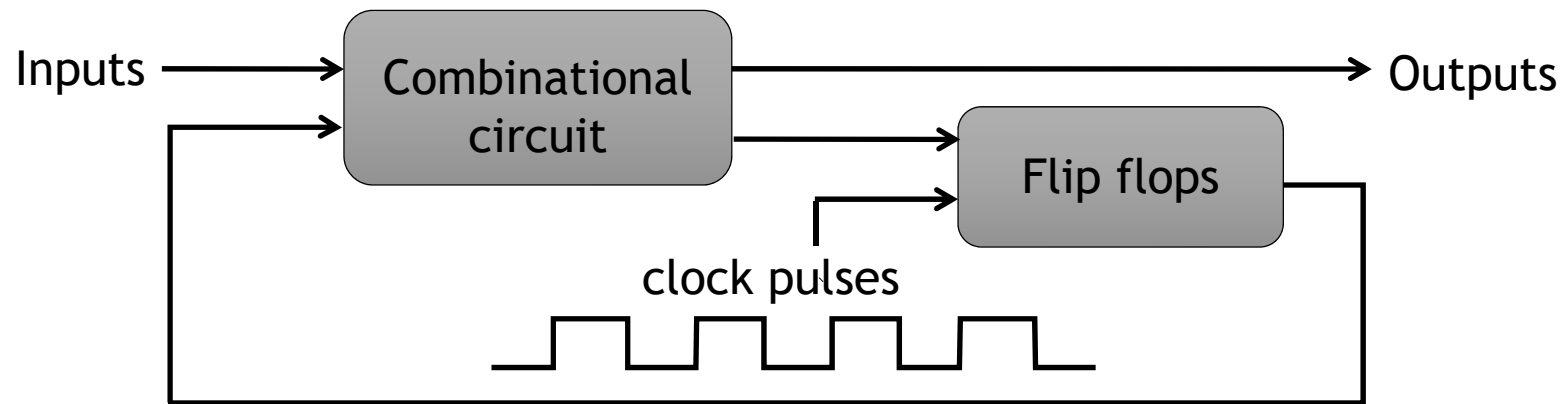 Inputs
Combinational
circuit
Outputs
Flip flops
clock pulses